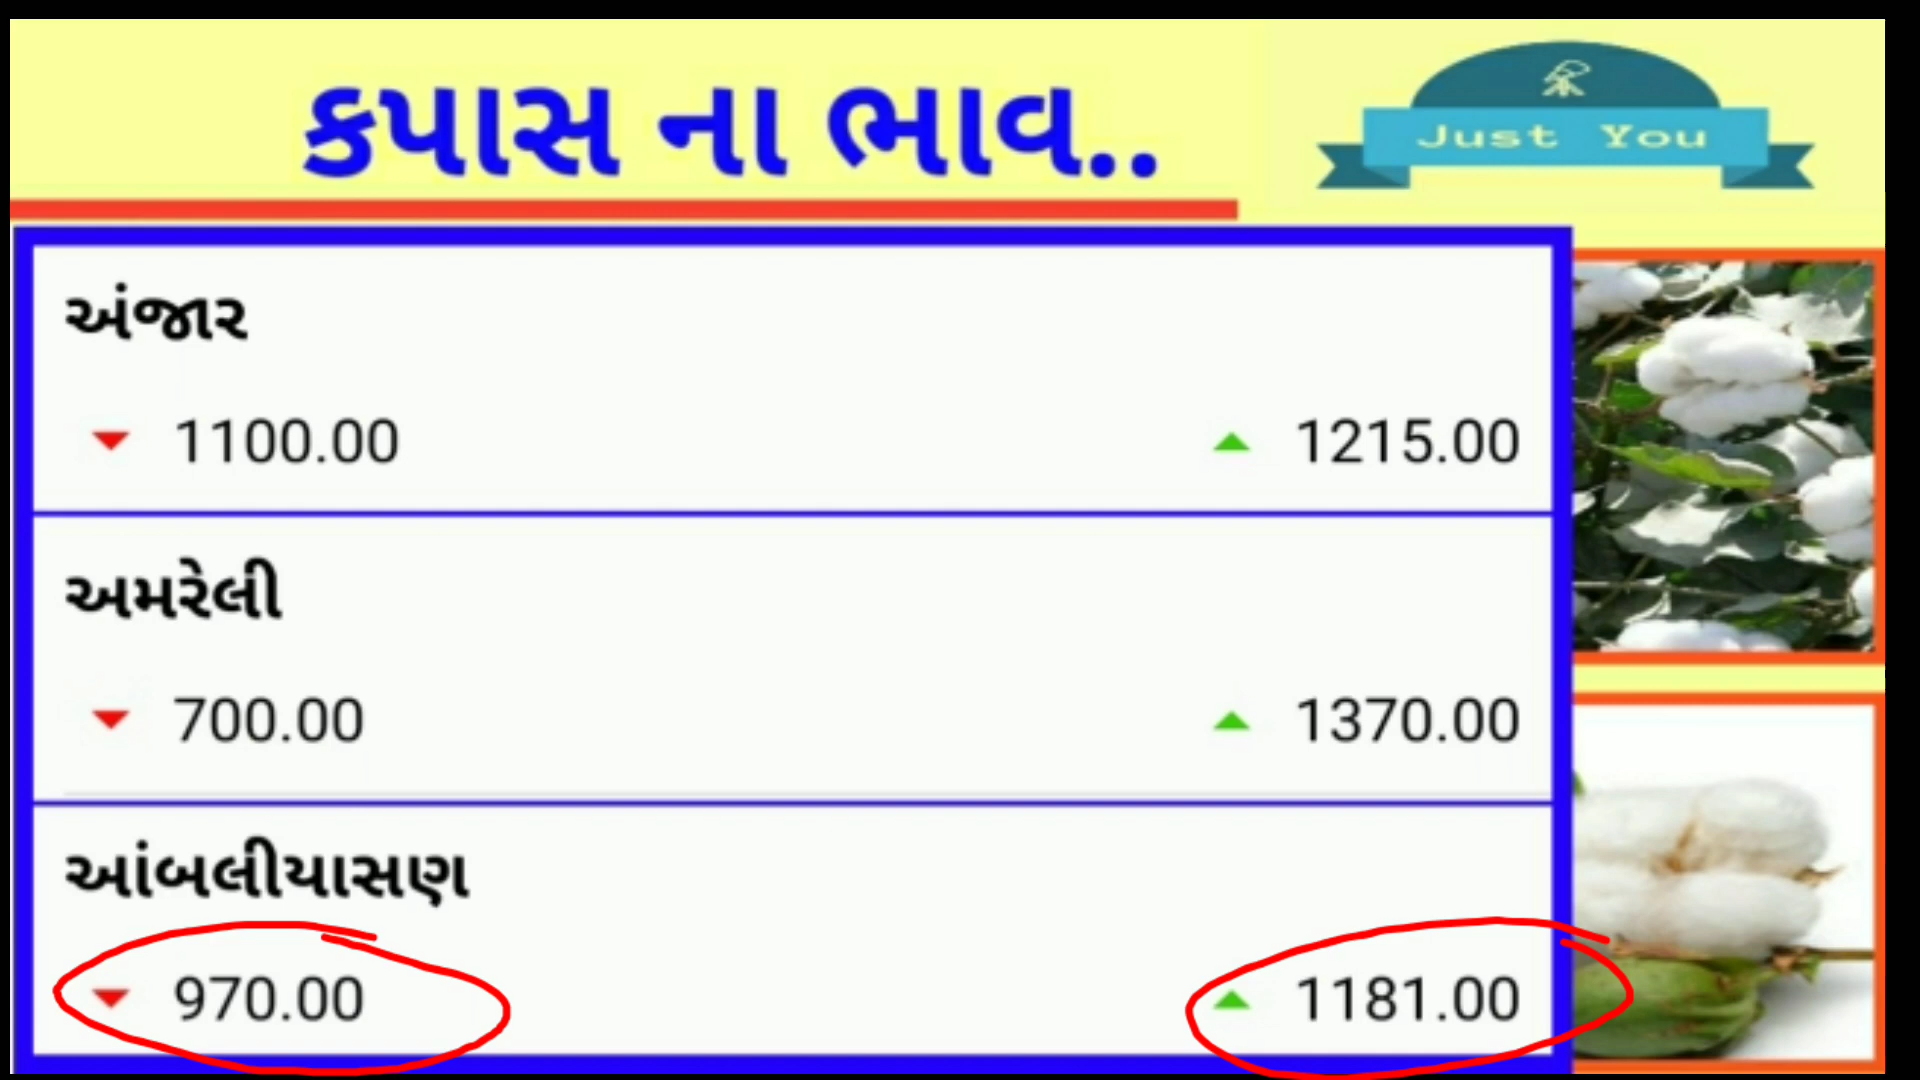 કપાસ ના ભાવ..
Just You
અંજાર
1100.00 1215.00
અમરેલી
700.00 1370.00
આંબલીયાસણ
970.00 1181.00